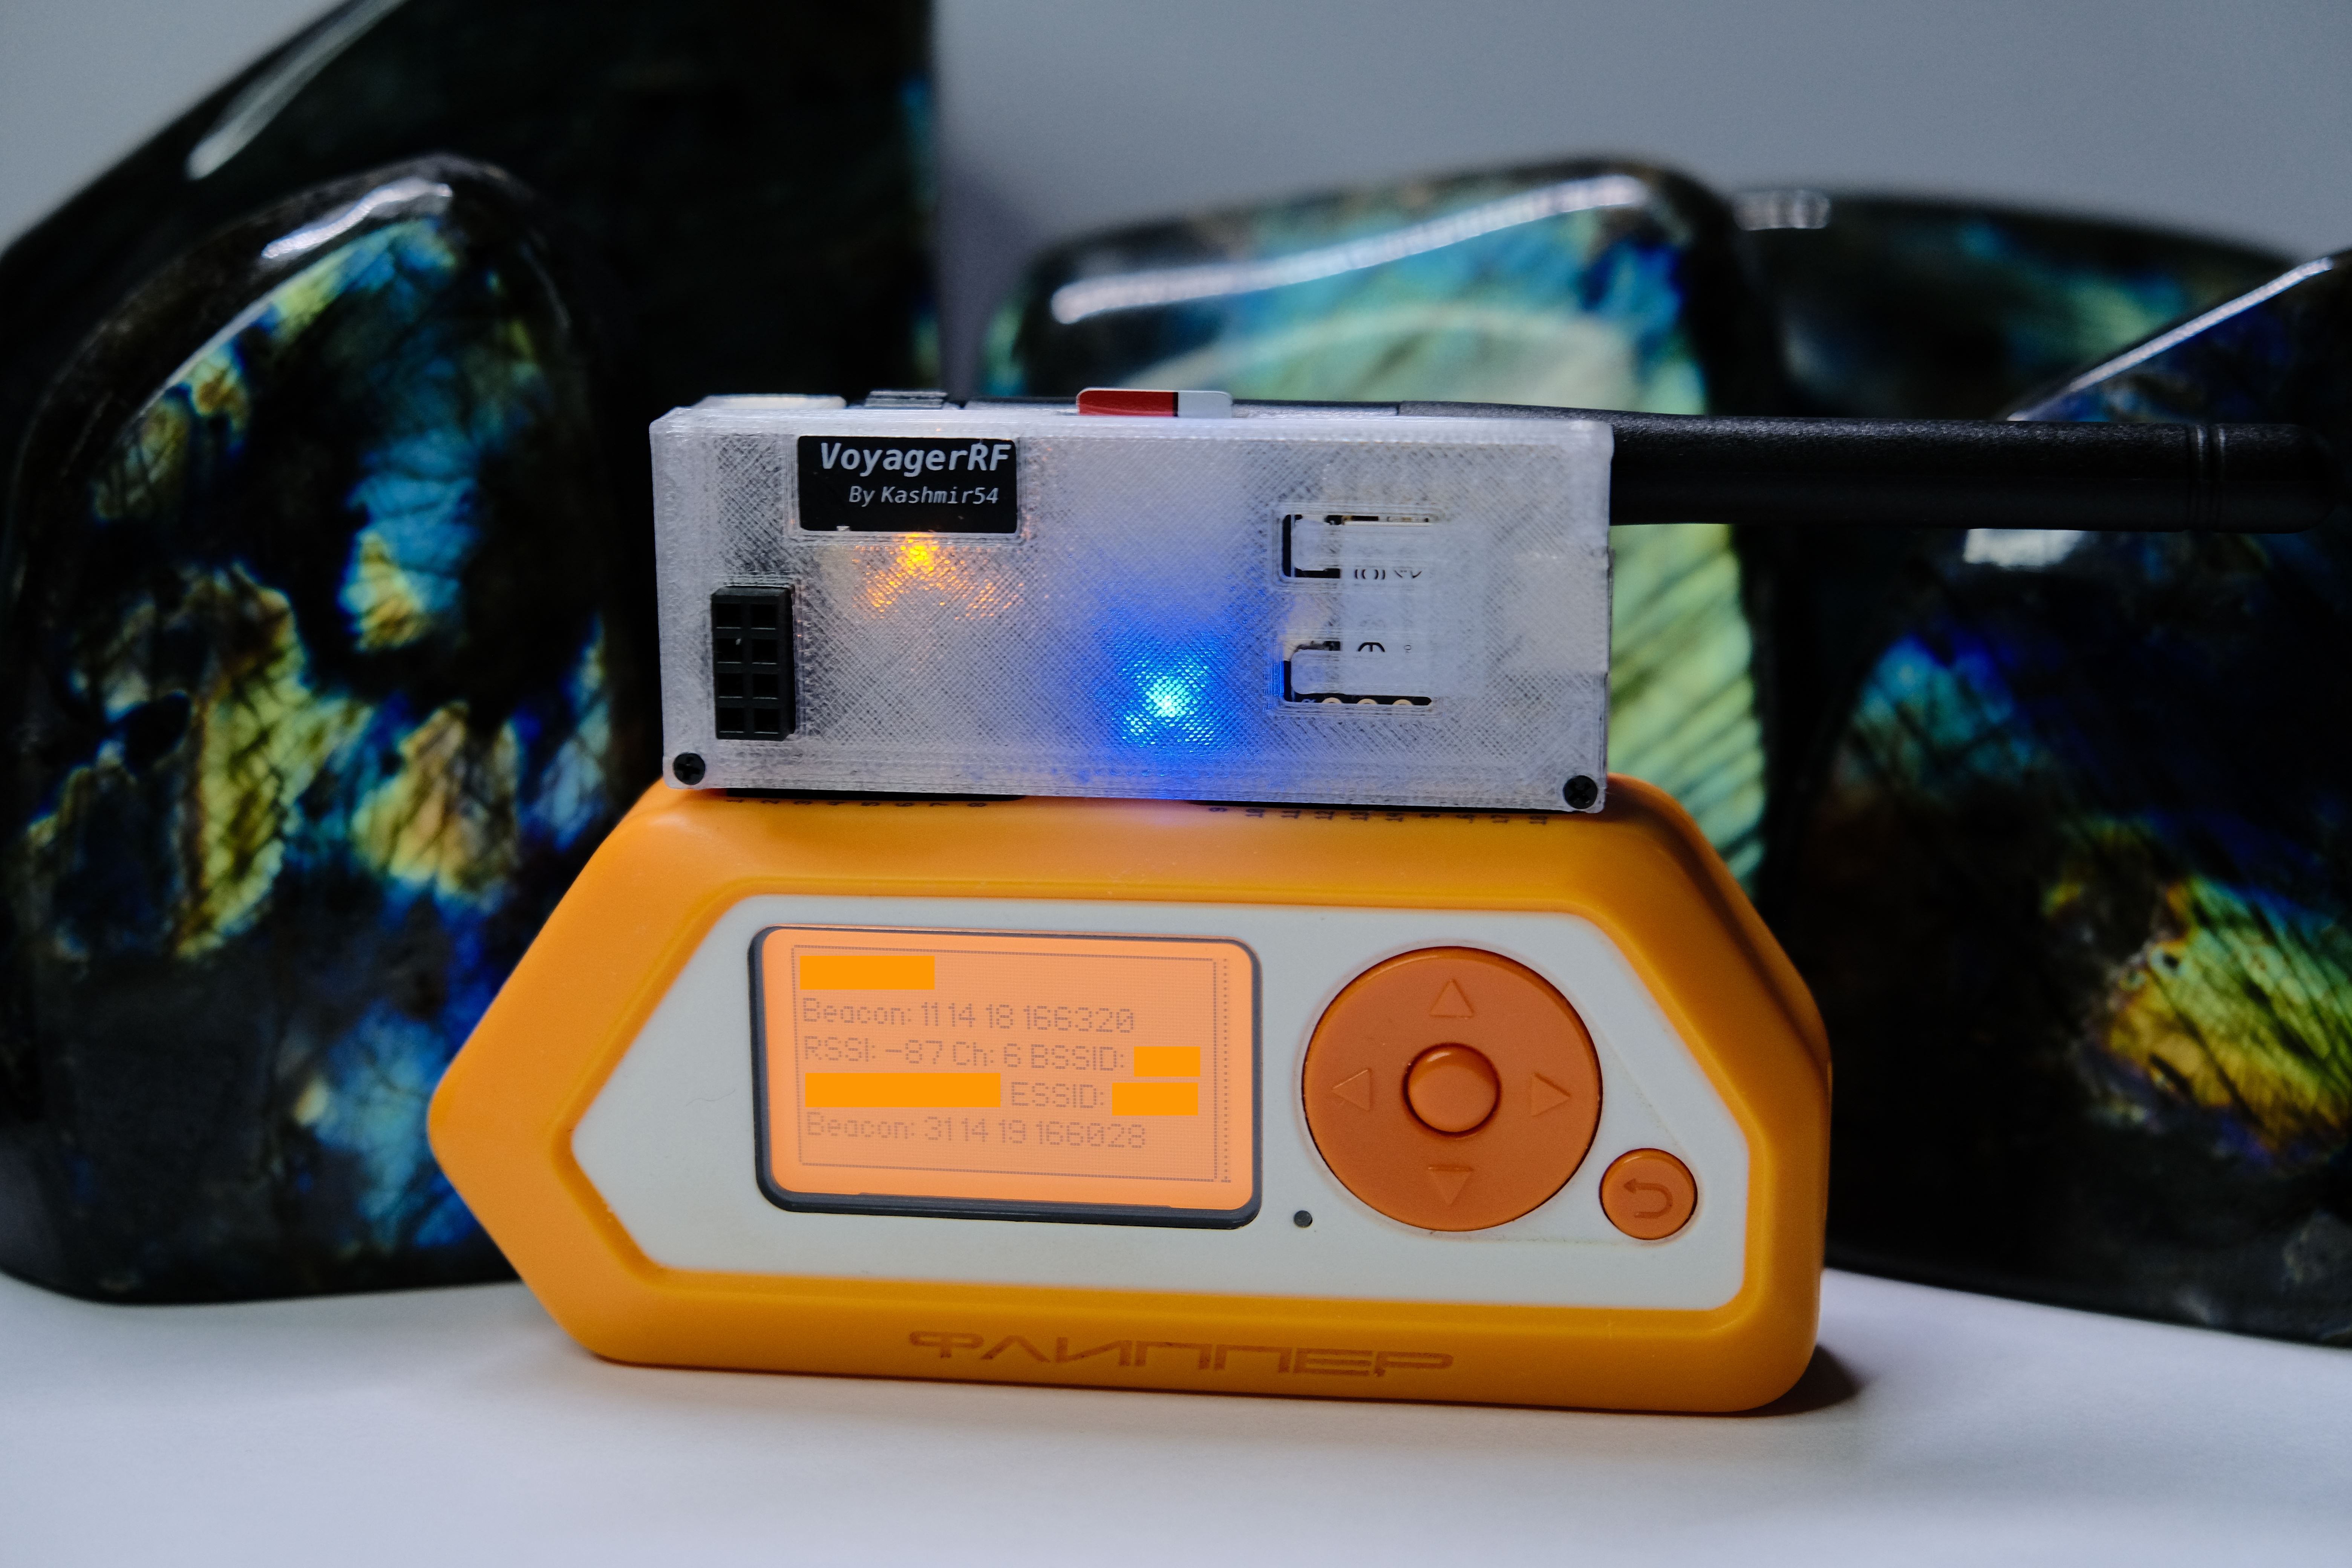 VoyagerRF
By Kashmir54
Beacon: 11 14 18 166320
RSSI: -87 Ch: 6 BSSID:
ESSID:
Beacon: 31 14 19 166028
ФЛИППЕР